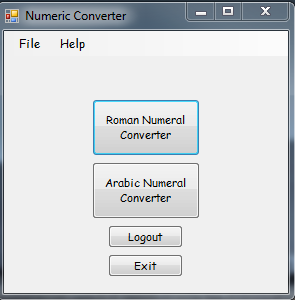 Numeric Converter
File Help
Roman Numeral
Converter
Arabic Numeral
Converter
Logout
Exit